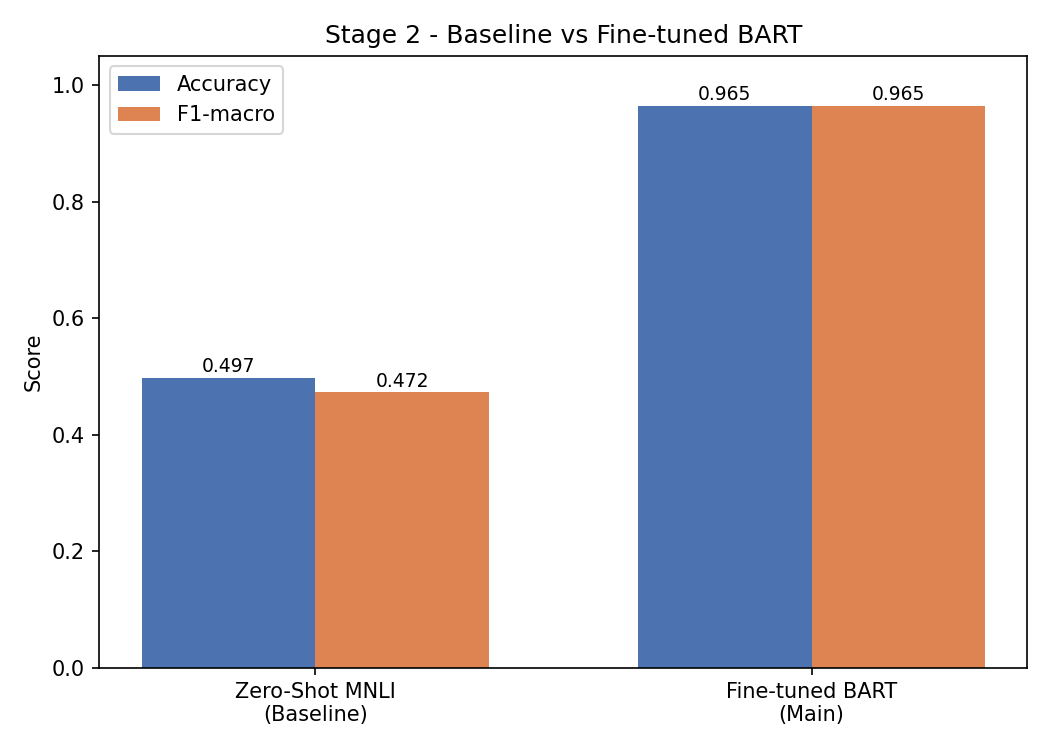 Stage 2 - Baseline vs Fine-tuned BART
Accuracy
F1-macro
Score
1.0
0.8
0.6
0.4
0.2
0.0
0.497
0.472
0.965
0.965
Zero-Shot MNLI
(Baseline)
Fine-tuned BART
(Main)